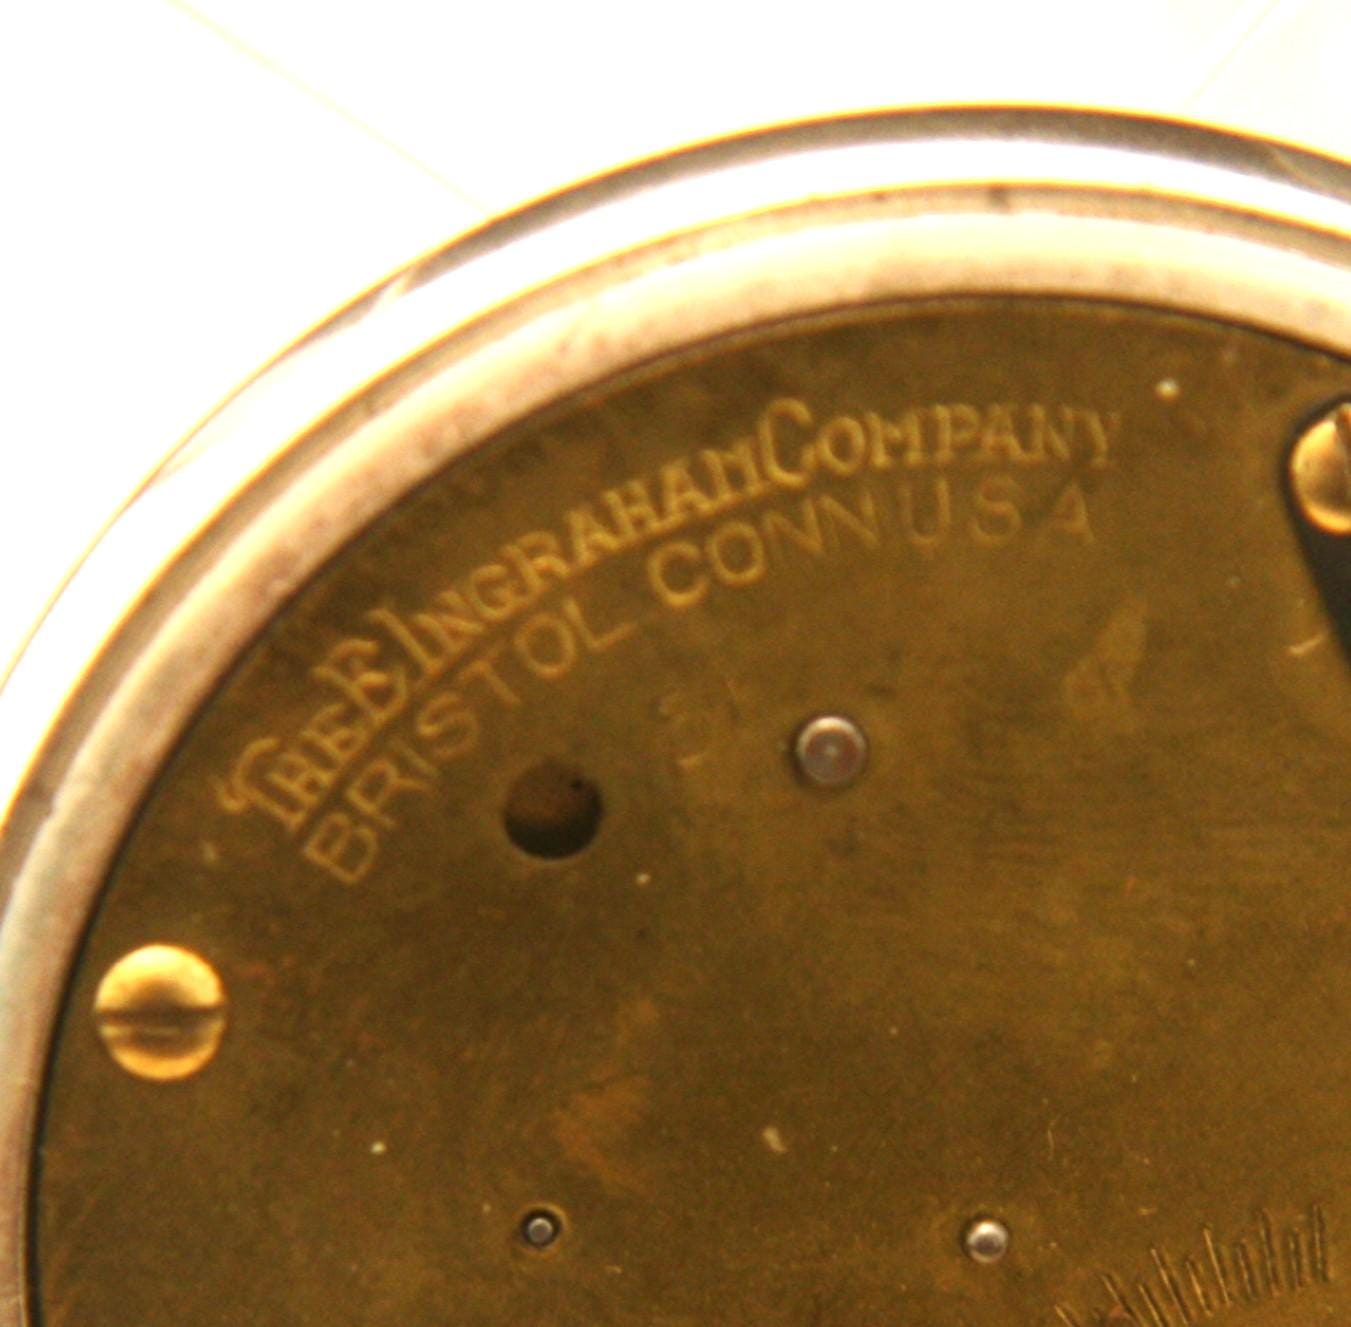 THE E INGRAHAM COMPANY
BRISTOL CONN USA